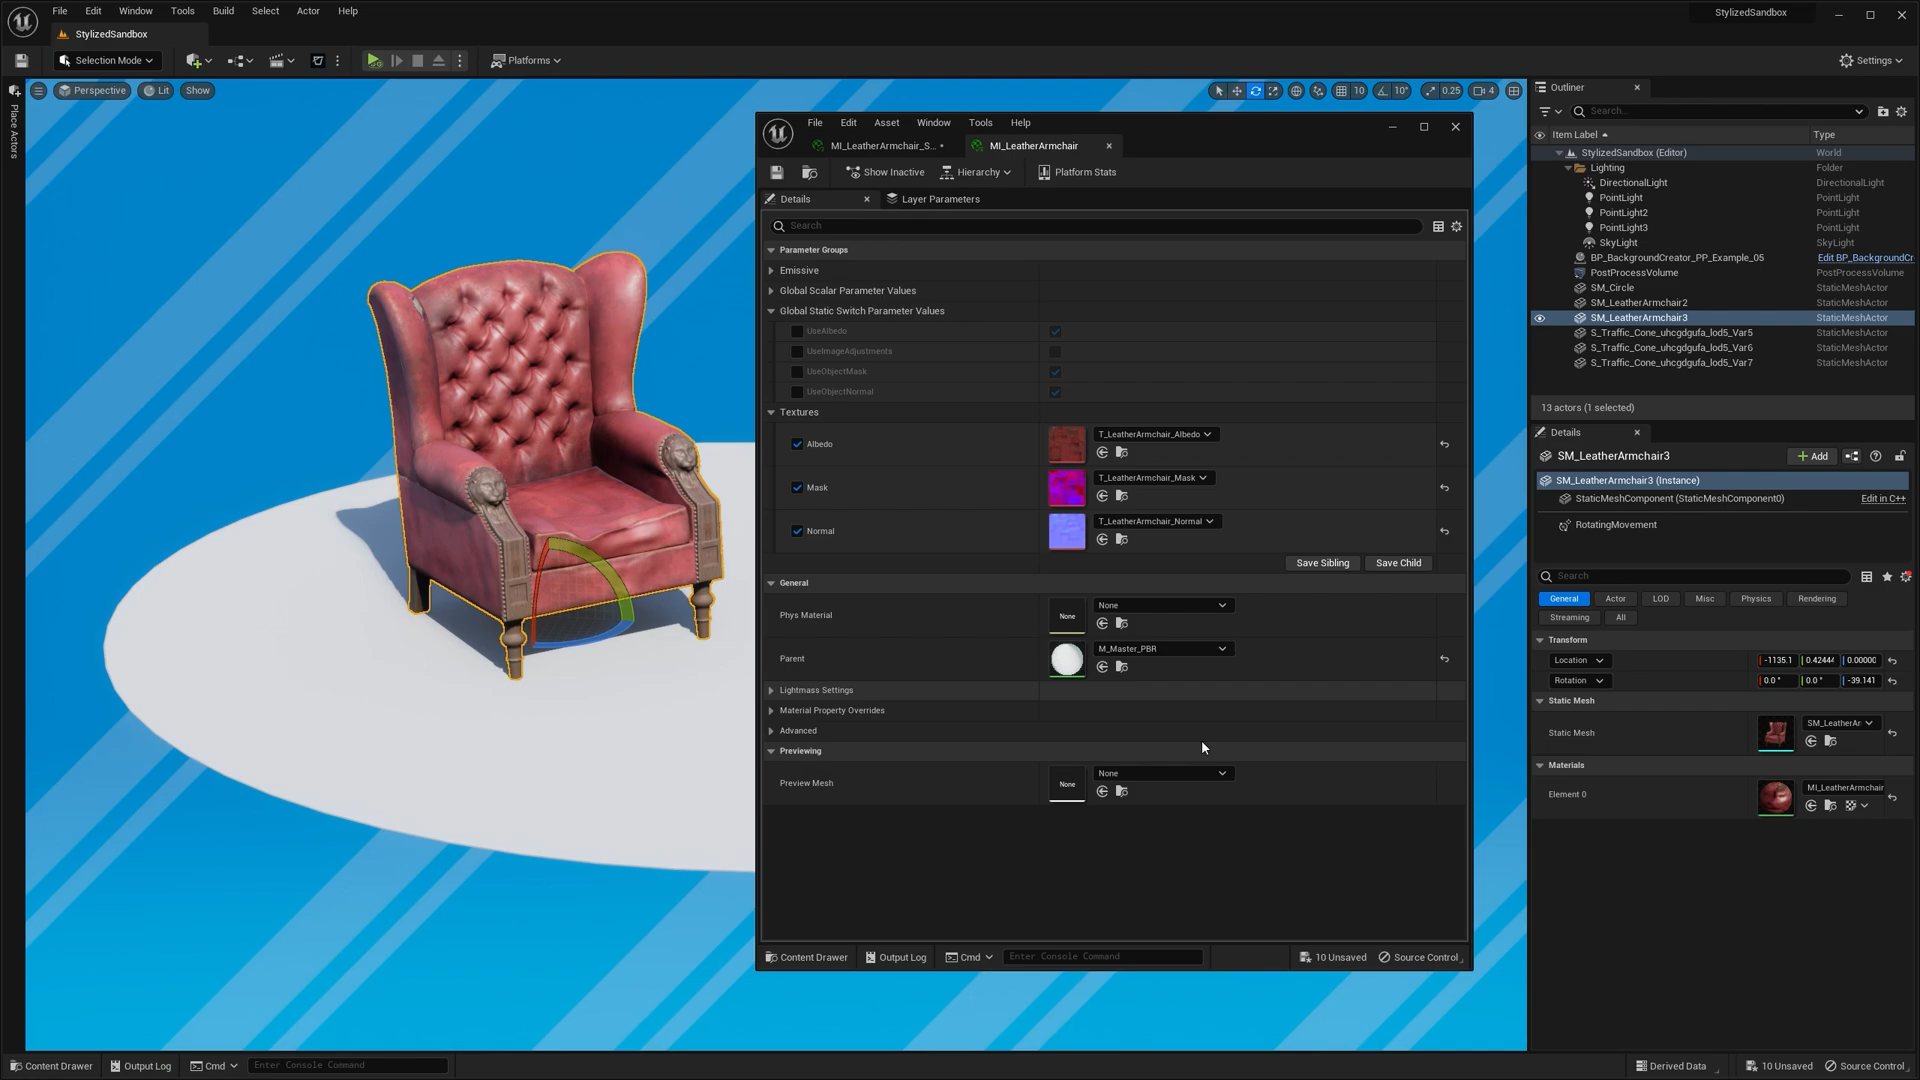 File Edit Window Tools Build Select Actor Help
StylizedSandbox
StylizedSandbox
Selection Mode
Platforms
Settings
Place Actors
Perspective
Lit
Show
10
10°
0.25
4
File Edit Asset Window Tools Help
MI_LeatherArmchair_S... •
MI_LeatherArmchair
Show Inactive
Hierarchy
Platform Stats
Details
Layer Parameters
Search
Parameter Groups
Emissive
Global Scalar Parameter Values
Global Static Switch Parameter Values
UseAlbedo
UseImageAdjustments
UseObjectMask
UseObjectNormal
Textures
Albedo
T_LeatherArmchair_Albedo
Mask
T_LeatherArmchair_Mask
Normal
T_LeatherArmchair_Normal
Save Sibling
Save Child
General
Phys Material
None
None
Parent
M_Master_PBR
Lightmass Settings
Material Property Overrides
Advanced
Previewing
Preview Mesh
None
None
Content Drawer
Output Log
Cmd
Enter Console Command
10 Unsaved
Source Control
Outliner
Search...
Item Label
Type
StylizedSandbox (Editor) World
Lighting Folder
DirectionalLight DirectionalLight
PointLight PointLight
PointLight2 PointLight
PointLight3 PointLight
SkyLight SkyLight
BP_BackgroundCreator_PP_Example_05 Edit BP_BackgroundCr
PostProcessVolume PostProcessVolume
SM_Circle StaticMeshActor
SM_LeatherArmchair2 StaticMeshActor
SM_LeatherArmchair3 StaticMeshActor
S_Traffic_Cone_uhcgdgufa_lod5_Var5 StaticMeshActor
S_Traffic_Cone_uhcgdgufa_lod5_Var6 StaticMeshActor
S_Traffic_Cone_uhcgdgufa_lod5_Var7 StaticMeshActor
13 actors (1 selected)
Details
SM_LeatherArmchair3
Add
SM_LeatherArmchair3 (Instance)
StaticMeshComponent (StaticMeshComponent0) Edit in C++
RotatingMovement
Search
General
Actor
LOD
Misc
Physics
Rendering
Streaming
All
Transform
Location -1135.1 0.42444 0.00000
Rotation 0.0 ° 0.0 ° -39.141
Static Mesh
Static Mesh
SM_LeatherAr
Materials
Element 0
MI_LeatherArmchair
Content Drawer
Output Log
Cmd
Enter Console Command
Derived Data
10 Unsaved
Source Control